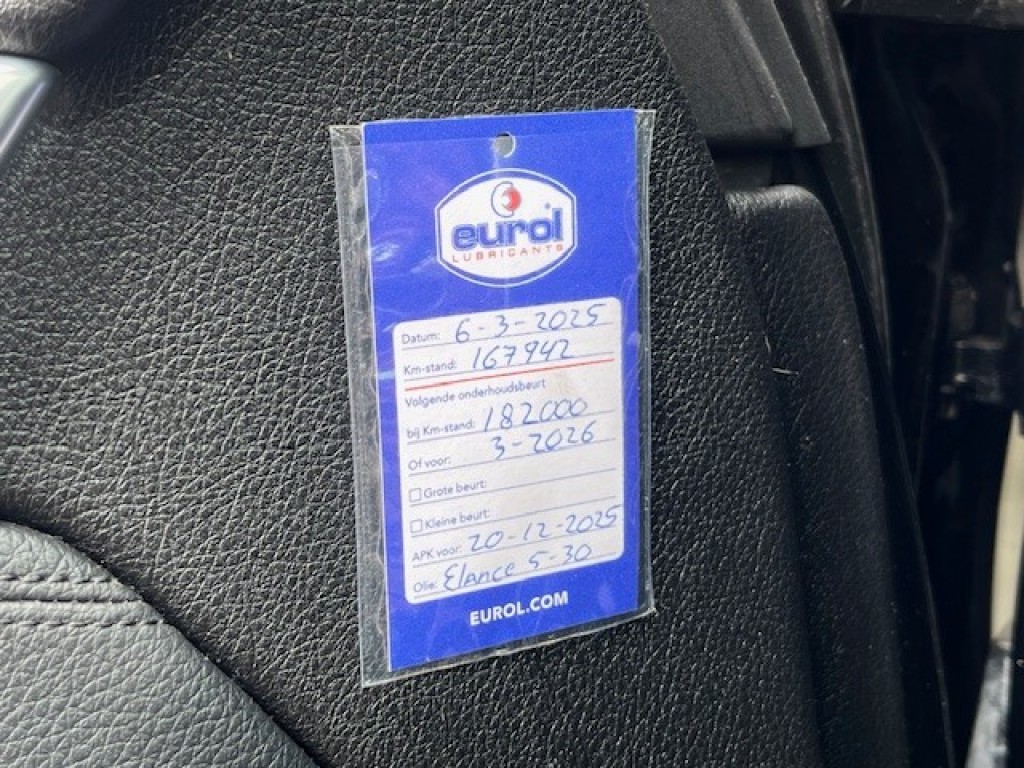 eurol
LUBRICANTS
Datum: 6-3-2025
Km-stand: 167942
Volgende onderhoudsbeurt
bij Km-stand: 182000
Of voor: 3-2026
Grote beurt:
Kleine beurt:
APK voor: 20-12-2025
Olie: Elance 5-30
EUROL.COM